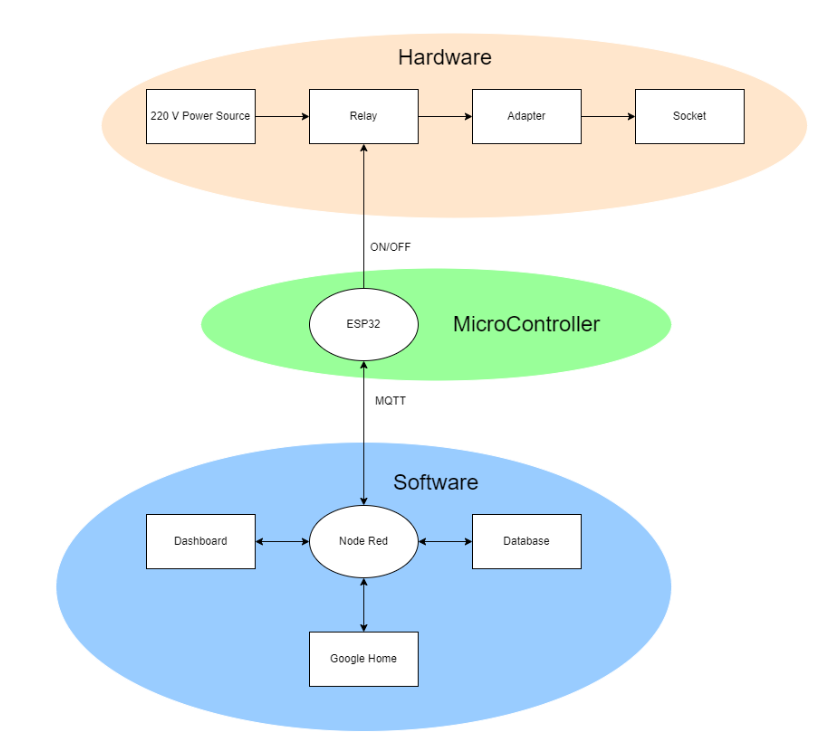 Hardware
220 V Power Source
Relay
Adapter
Socket
ON/OFF
ESP32
MicroController
MQTT
Software
Dashboard
Node Red
Database
Google Home